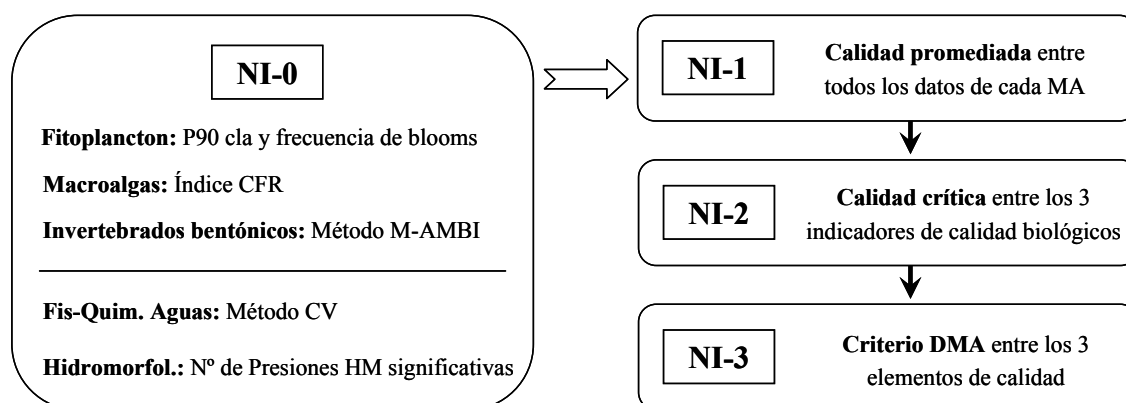 NI-0
Fitoplancton: P90 cla y frecuencia de blooms
Macroalgas: Índice CFR
Invertebrados bentónicos: Método M-AMBI
Fis-Quim. Aguas: Método CV
Hidromorfol.: Nº de Presiones HM significativas
NI-1
Calidad promediada entre
todos los datos de cada MA
NI-2
Calidad crítica entre los 3
indicadores de calidad biológicos
NI-3
Criterio DMA entre los 3
elementos de calidad